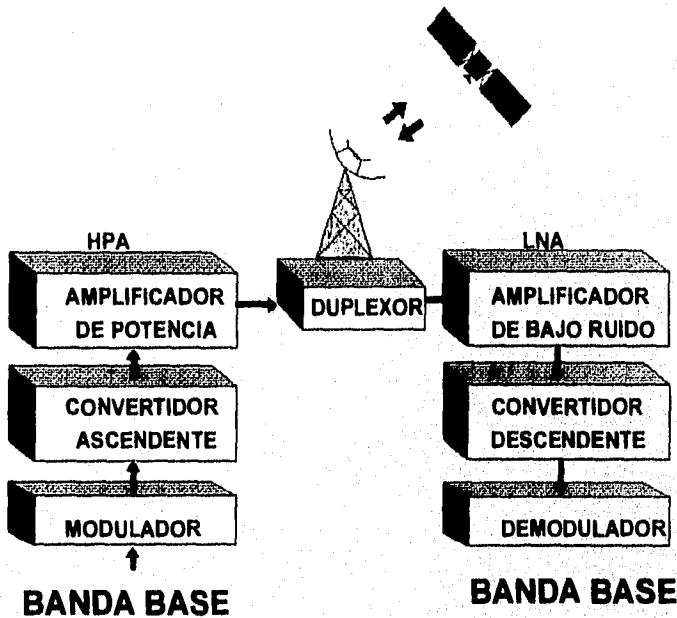 HPA
AMPLIFICADOR
DE POTENCIA
CONVERTIDOR
ASCENDENTE
MODULADOR
BANDA BASE
DUPLEXOR
LNA
AMPLIFICADOR
DE BAJO RUIDO
CONVERTIDOR
DESCENDENTE
DEMODULADOR
BANDA BASE